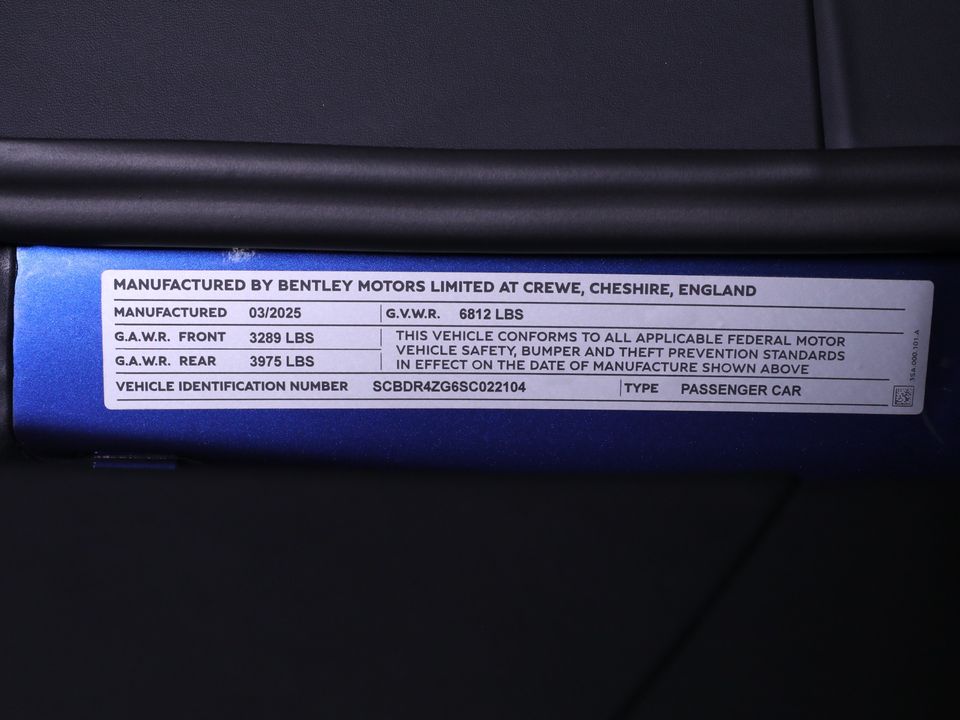 MANUFACTURED BY BENTLEY MOTORS LIMITED AT CREWE, CHESHIRE, ENGLAND
MANUFACTURED 03/2025 G.V.W.R. 6812 LBS
G.A.W.R. FRONT 3289 LBS
G.A.W.R. REAR 3975 LBS
THIS VEHICLE CONFORMS TO ALL APPLICABLE FEDERAL MOTOR
VEHICLE SAFETY, BUMPER AND THEFT PREVENTION STANDARDS
IN EFFECT ON THE DATE OF MANUFACTURE SHOWN ABOVE
VEHICLE IDENTIFICATION NUMBER SCBDR4ZG6SC022104 TYPE PASSENGER CAR